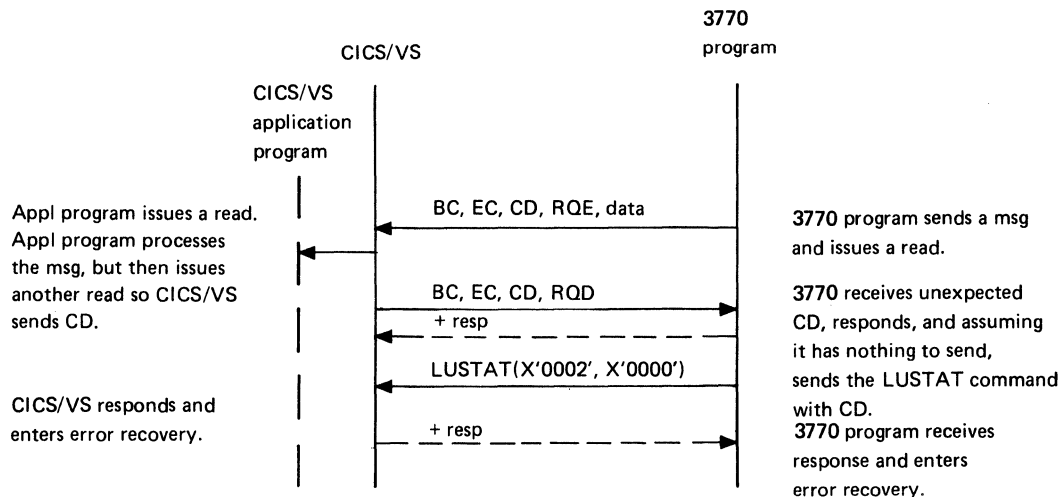 3770
program
CICS/VS
CICS/VS
application
program
Appl program issues a read.
Appl program processes
the msg, but then issues
another read so CICS/VS
sends CD.
BC, EC, CD, RQE, data
3770 program sends a msg
and issues a read.
BC, EC, CD, RQD
+ resp
3770 receives unexpected
CD, responds, and assuming
it has nothing to send,
sends the LUSTAT command
with CD.
LUSTAT(X'0002', X'0000')
CICS/VS responds and
enters error recovery.
+ resp
3770 program receives
response and enters
error recovery.